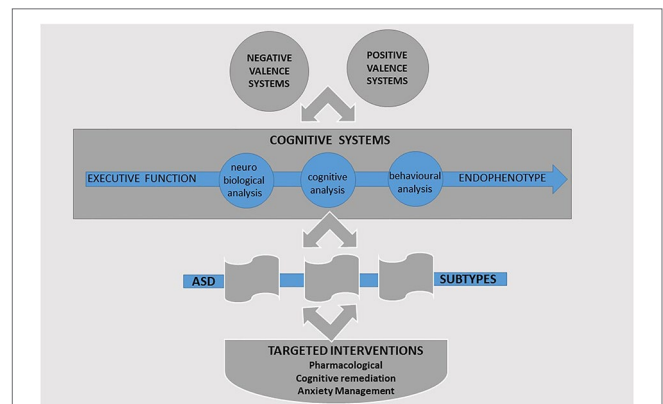 NEGATIVE
VALENCE
SYSTEMS
POSITIVE
VALENCE
SYSTEMS
COGNITIVE SYSTEMS
EXECUTIVE FUNCTION
neuro
biological
analysis
cognitive
analysis
behavioural
analysis
ENDOPHENOTYPE
ASD
SUBTYPES
TARGETED INTERVENTIONS
Pharmacological
Cognitive remediation
Anxiety Management